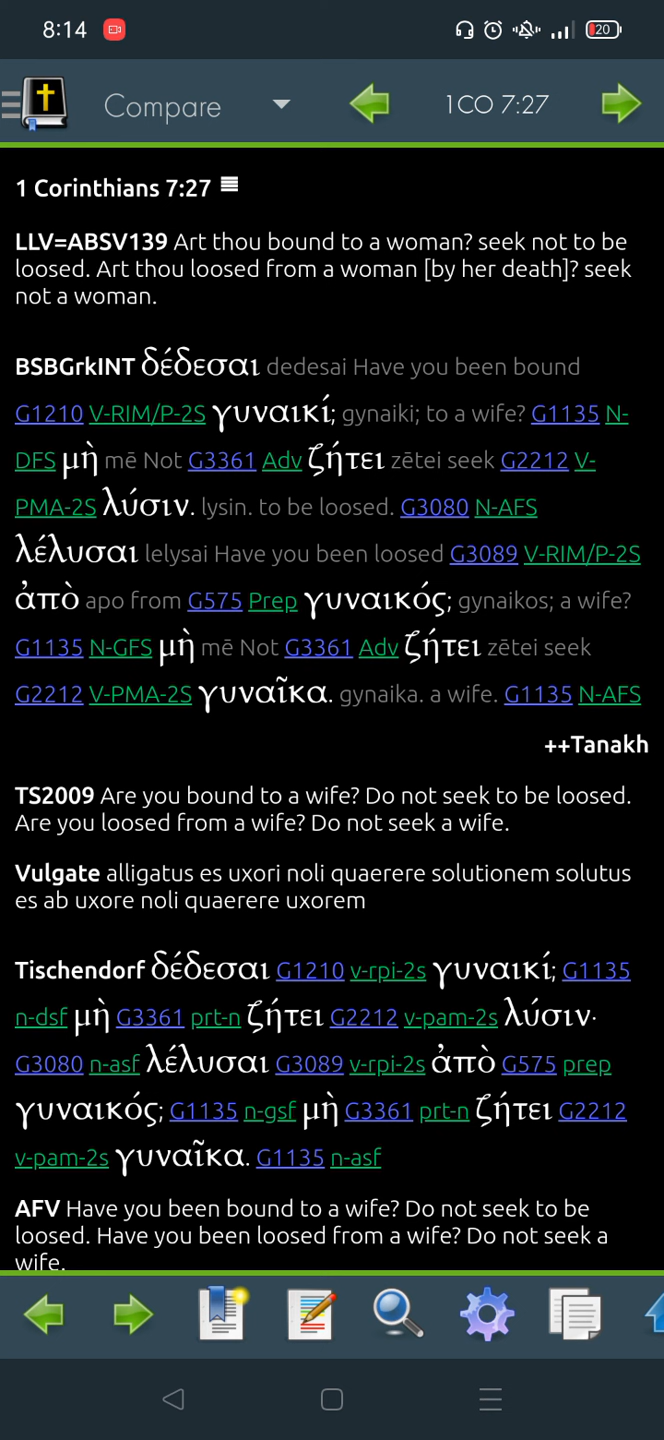 8:14
20
Compare
1CO 7:27
1 Corinthians 7:27
LLV=ABSV139 Art thou bound to a woman? seek not to be
loosed. Art thou loosed from a woman [by her death]? seek
not a woman.
BSBGrkINT δέδεσαι dedesai Have you been bound
G1210 V-RIM/P-2S γυναικί; gynaiki; to a wife? G1135 N-
DFS μὴ mē Not G3361 Adv ζήτει zētei seek G2212 V-
PMA-2S λύσιν. lysin. to be loosed. G3080 N-AFS
λέλυσαι lelysai Have you been loosed G3089 V-RIM/P-2S
ἀπὸ apo from G575 Prep γυναικός; gynaikos; a wife?
G1135 N-GFS μὴ mē Not G3361 Adv ζήτει zētei seek
G2212 V-PMA-2S γυναῖκα. gynaika. a wife. G1135 N-AFS
++Tanakh
TS2009 Are you bound to a wife? Do not seek to be loosed.
Are you loosed from a wife? Do not seek a wife.
Vulgate alligatus es uxori noli quaerere solutionem solutus
es ab uxore noli quaerere uxorem
Tischendorf δέδεσαι G1210 v-rpi-2s γυναικί; G1135
n-dsf μὴ G3361 prt-n ζήτει G2212 v-pam-2s λύσιν·
G3080 n-asf λέλυσαι G3089 v-rpi-2s ἀπὸ G575 prep
γυναικός; G1135 n-gsf μὴ G3361 prt-n ζήτει G2212
v-pam-2s γυναῖκα. G1135 n-asf
AFV Have you been bound to a wife? Do not seek to be
loosed. Have you been loosed from a wife? Do not seek a
wife.